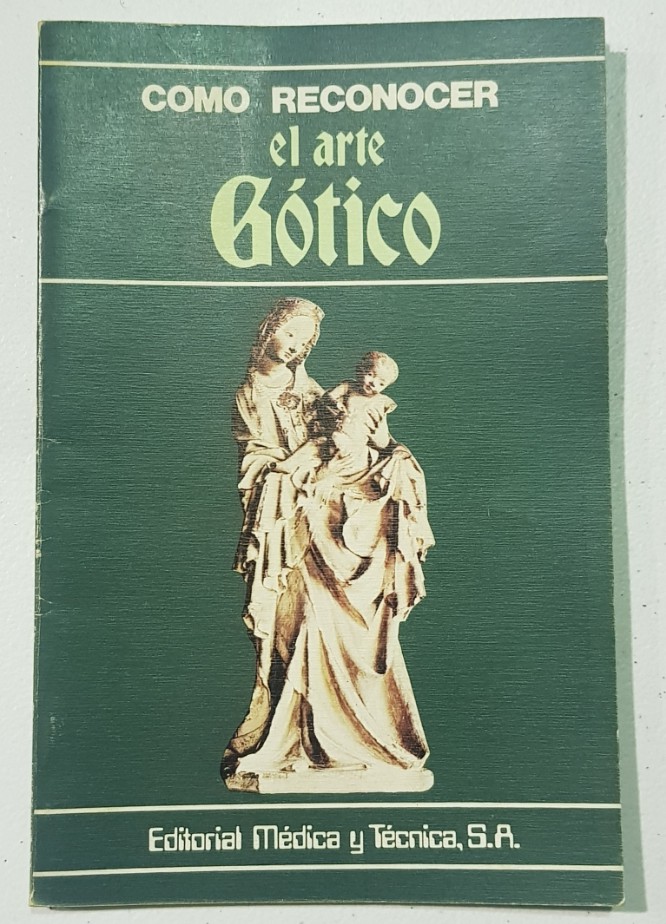 COMO RECONOCER
el arte
Gótico
Editorial Médica y Técnica, S.A.